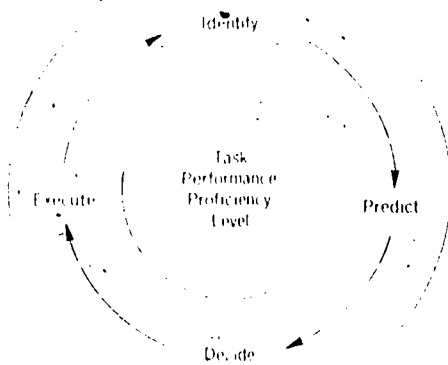 Identify
Task
Performance
Proficiency
Level
Execute
Predict
Decide